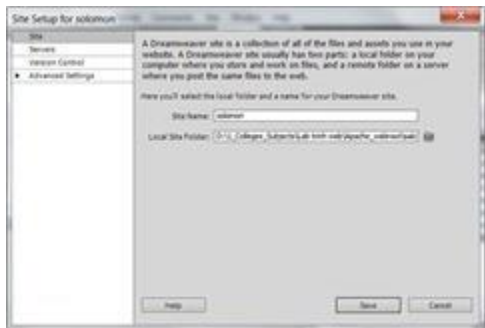 Site Setup for solomon
Site
Servers
Version Control
Advanced Settings
A Dreamweaver site is a collection of all of the files and assets you use in your
website. A Dreamweaver site usually has two parts: a local folder on your
computer where you store and work on files, and a remote folder on a server
where you post the same files to the web.
Here you'll select the local folder and a name for your Dreamweaver site.
Site Name: solomon
Local Site Folder:
Help
Save
Cancel